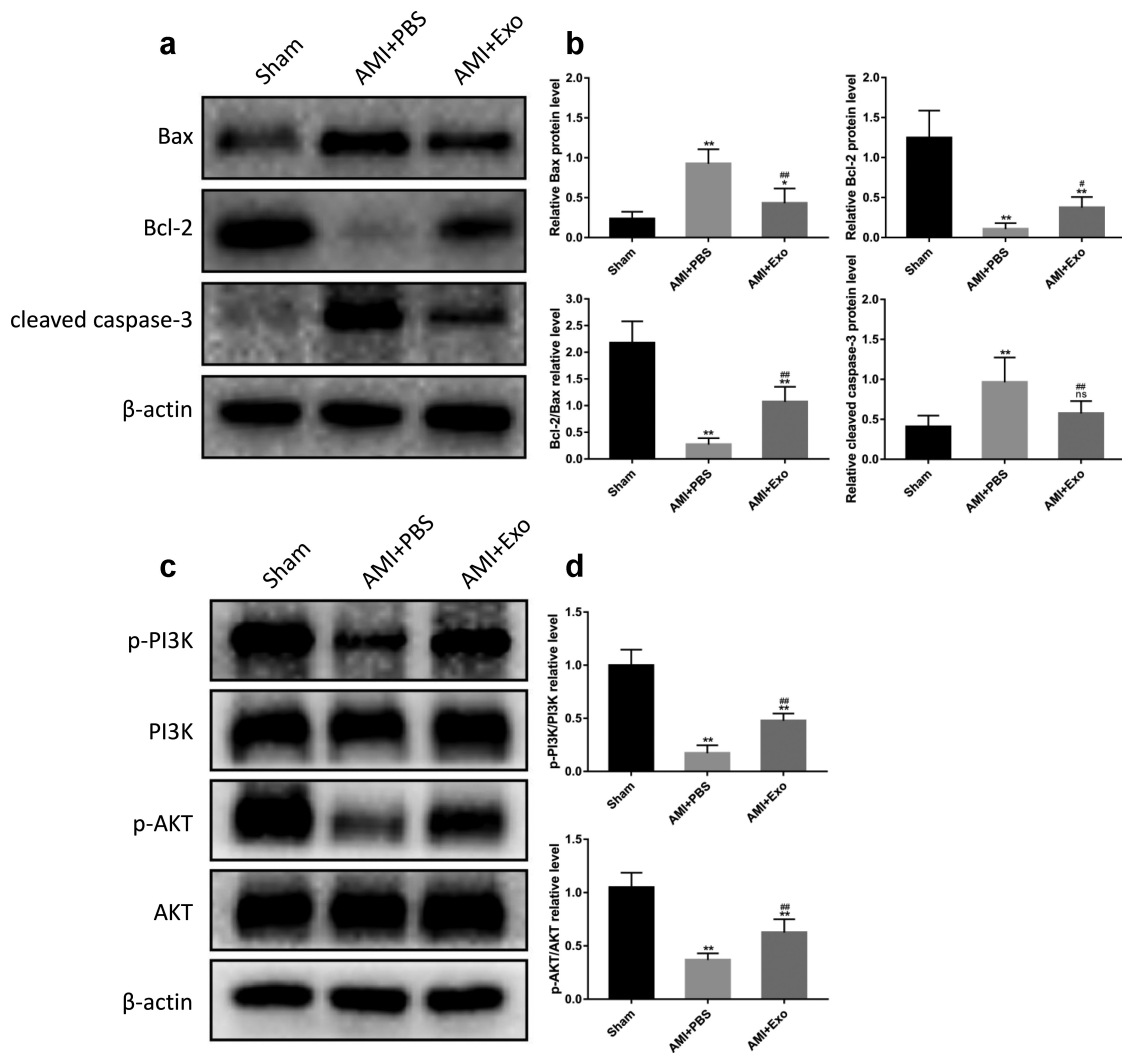 a
Sham
AMI+PBS
AMI+Exo
Bax
Bcl-2
cleaved caspase-3
β-actin
b
Relative Bax protein level
2.0
1.5
1.0
0.5
0.0
**
##
*
Sham
AMI+PBS
AMI+Exo
Relative Bcl-2 protein level
2.0
1.5
1.0
0.5
0.0
**
#
**
Sham
AMI+PBS
AMI+Exo
Bcl-2/Bax relative level
3.0
2.5
2.0
1.5
1.0
0.5
0.0
**
##
**
Sham
AMI+PBS
AMI+Exo
Relative cleaved caspase-3 protein level
2.0
1.5
1.0
0.5
0.0
**
##
ns
Sham
AMI+PBS
AMI+Exo
c
Sham
AMI+PBS
AMI+Exo
p-PI3K
PI3K
p-AKT
AKT
β-actin
d
p-PI3K/PI3K relative level
1.5
1.0
0.5
0.0
**
##
**
Sham
AMI+PBS
AMI+Exo
p-AKT/AKT relative level
1.5
1.0
0.5
0.0
**
##
**
Sham
AMI+PBS
AMI+Exo